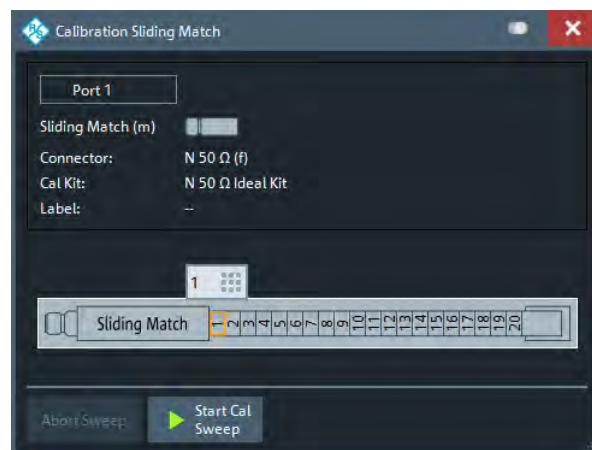 Calibration Sliding Match
Port 1
Sliding Match (m)
Connector: N 50 Ω (f)
Cal Kit: N 50 Ω Ideal Kit
Label: --
1
Sliding Match 1 2 3 4 5 6 7 8 9 10 11 12 13 14 15 16 17 18 19 20
Abort Sweep
Start Cal
Sweep